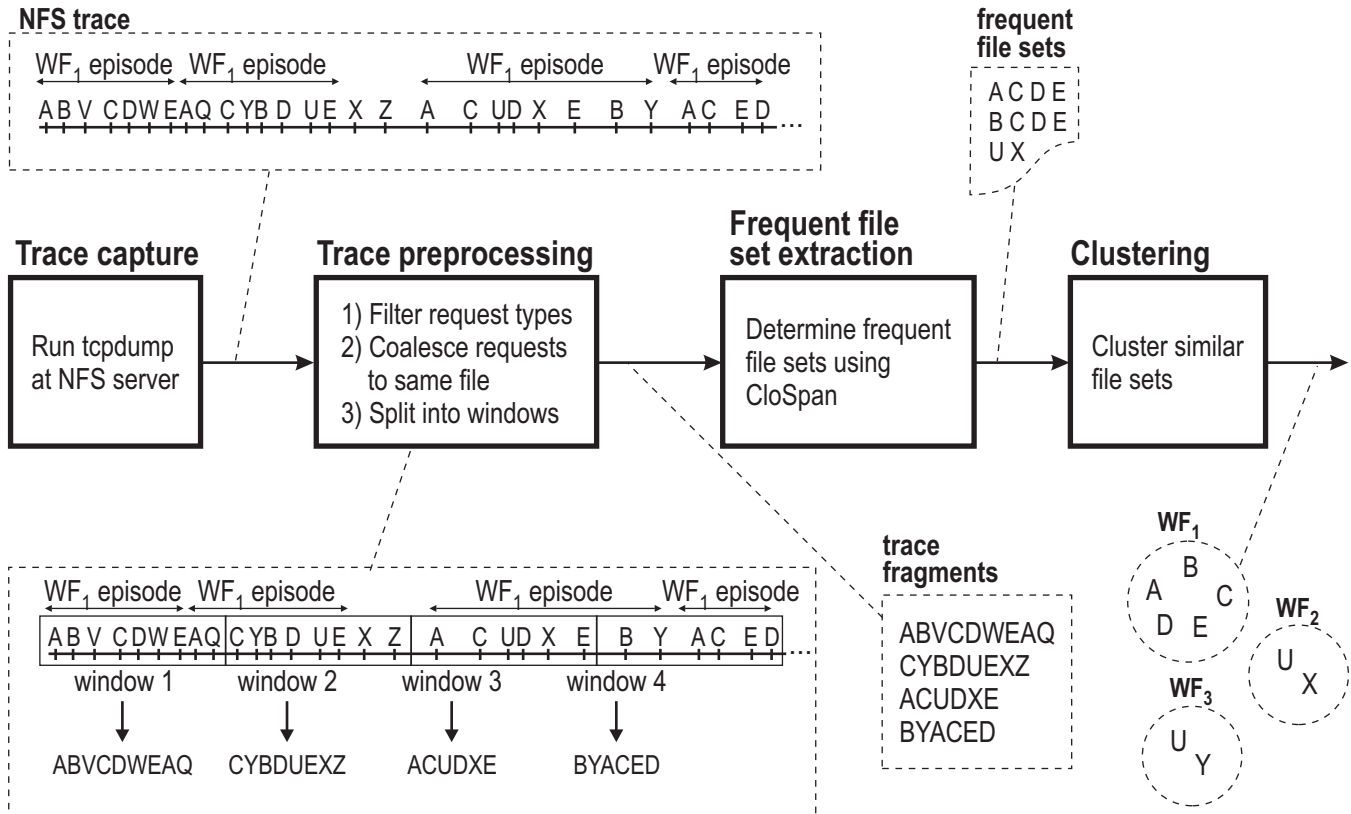 NFS trace
WF1 episode WF1 episode WF1 episode WF1 episode
A B V C D W E A Q C Y B D U E X Z A C U D X E B Y A C E D ...
frequent
file sets
A C D E
B C D E
U X
Trace capture
Run tcpdump
at NFS server
Trace preprocessing
1) Filter request types
2) Coalesce requests
to same file
3) Split into windows
Frequent file
set extraction
Determine frequent
file sets using
CloSpan
Clustering
Cluster similar
file sets
WF1 episode WF1 episode WF1 episode WF1 episode
A B V C D W E A Q C Y B D U E X Z A C U D X E B Y A C E D ...
window 1 window 2 window 3 window 4
ABVCDWEAQ CYBDUEXZ ACUDXE BYACED
trace
fragments
ABVCDWEAQ
CYBDUEXZ
ACUDXE
BYACED
WF1
A B C D E
WF2
U X
WF3
U Y